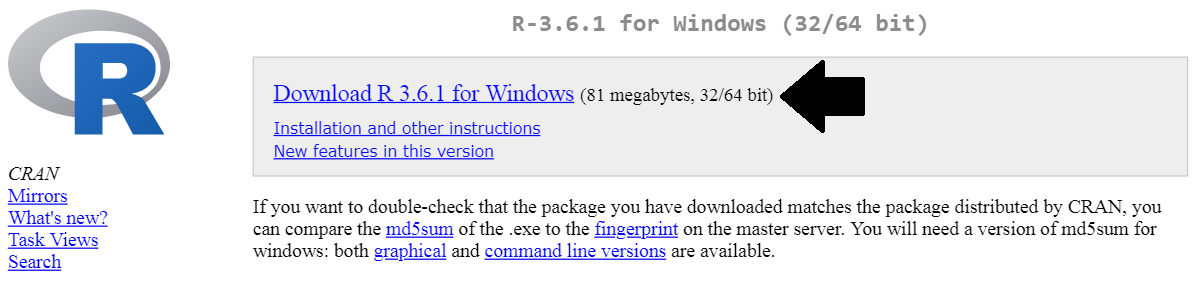 R-3.6.1 for Windows (32/64 bit)
R
Download R 3.6.1 for Windows (81 megabytes, 32/64 bit)
Installation and other instructions
New features in this version
CRAN
Mirrors
What's new?
Task Views
Search
If you want to double-check that the package you have downloaded matches the package distributed by CRAN, you
can compare the md5sum of the .exe to the fingerprint on the master server. You will need a version of md5sum for
windows: both graphical and command line versions are available.